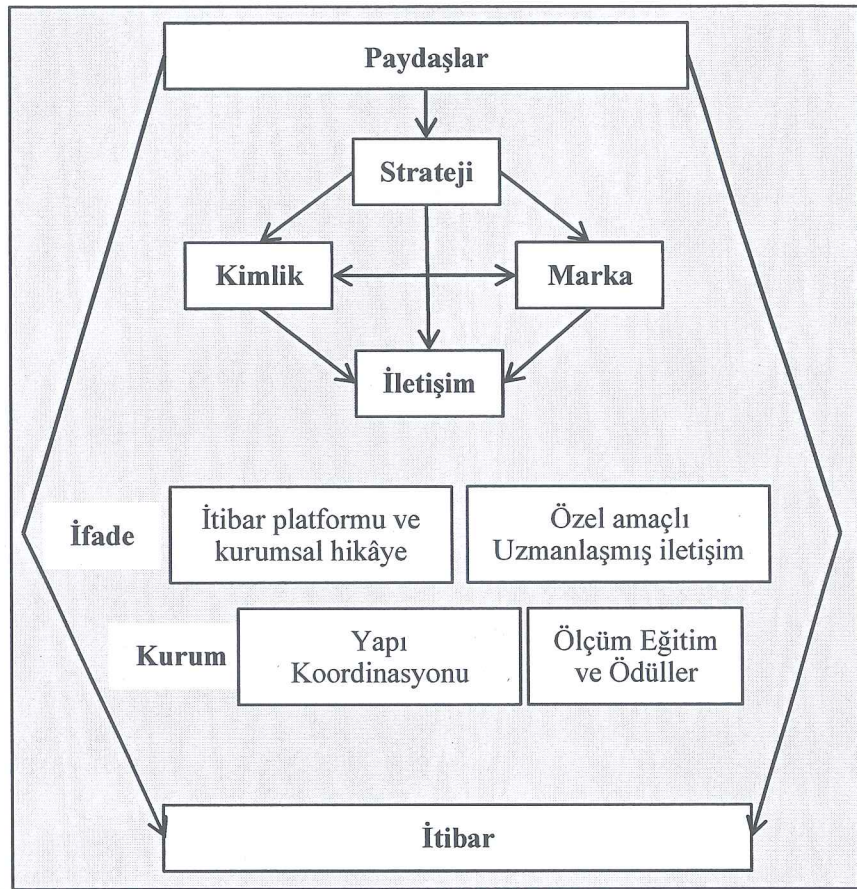 Paydaşlar
Strateji
Kimlik
Marka
İletişim
İfade
İtibar platformu ve
kurumsal hikâye
Özel amaçlı
Uzmanlaşmış iletişim
Kurum
Yapı
Koordinasyonu
Ölçüm Eğitim
ve Ödüller
İtibar